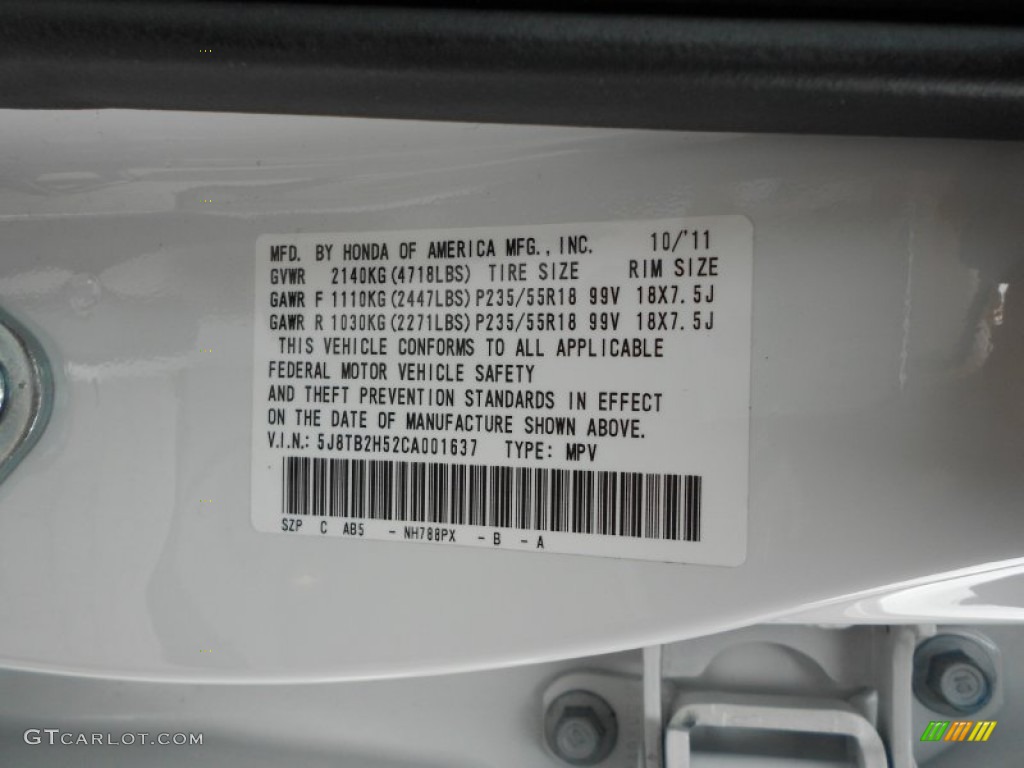 MFD. BY HONDA OF AMERICA MFG., INC. 10/'11
GVWR 2140KG(4718LBS) TIRE SIZE RIM SIZE
GAWR F 1110KG(2447LBS)P235/55R18 99V 18X7.5J
GAWR R 1030KG(2271LBS)P235/55R18 99V 18X7.5J
THIS VEHICLE CONFORMS TO ALL APPLICABLE
FEDERAL MOTOR VEHICLE SAFETY
AND THEFT PREVENTION STANDARDS IN EFFECT
ON THE DATE OF MANUFACTURE SHOWN ABOVE.
V.I.N.: 5J8TB2H52CA001637 TYPE: MPV
SZP C AB5 - NH788PX - B - A
GTCARLOT.COM